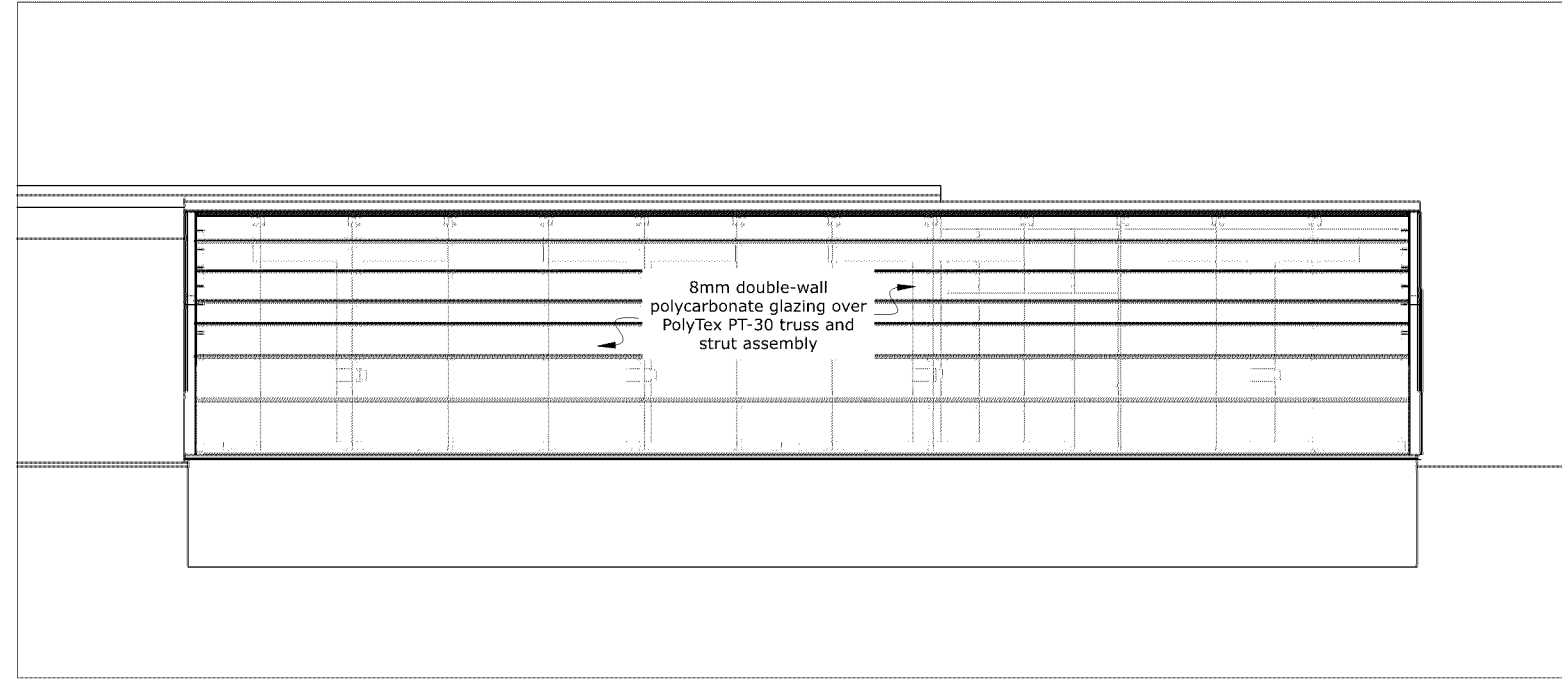 8mm double-wall
polycarbonate glazing over
PolyTex PT-30 truss and
strut assembly